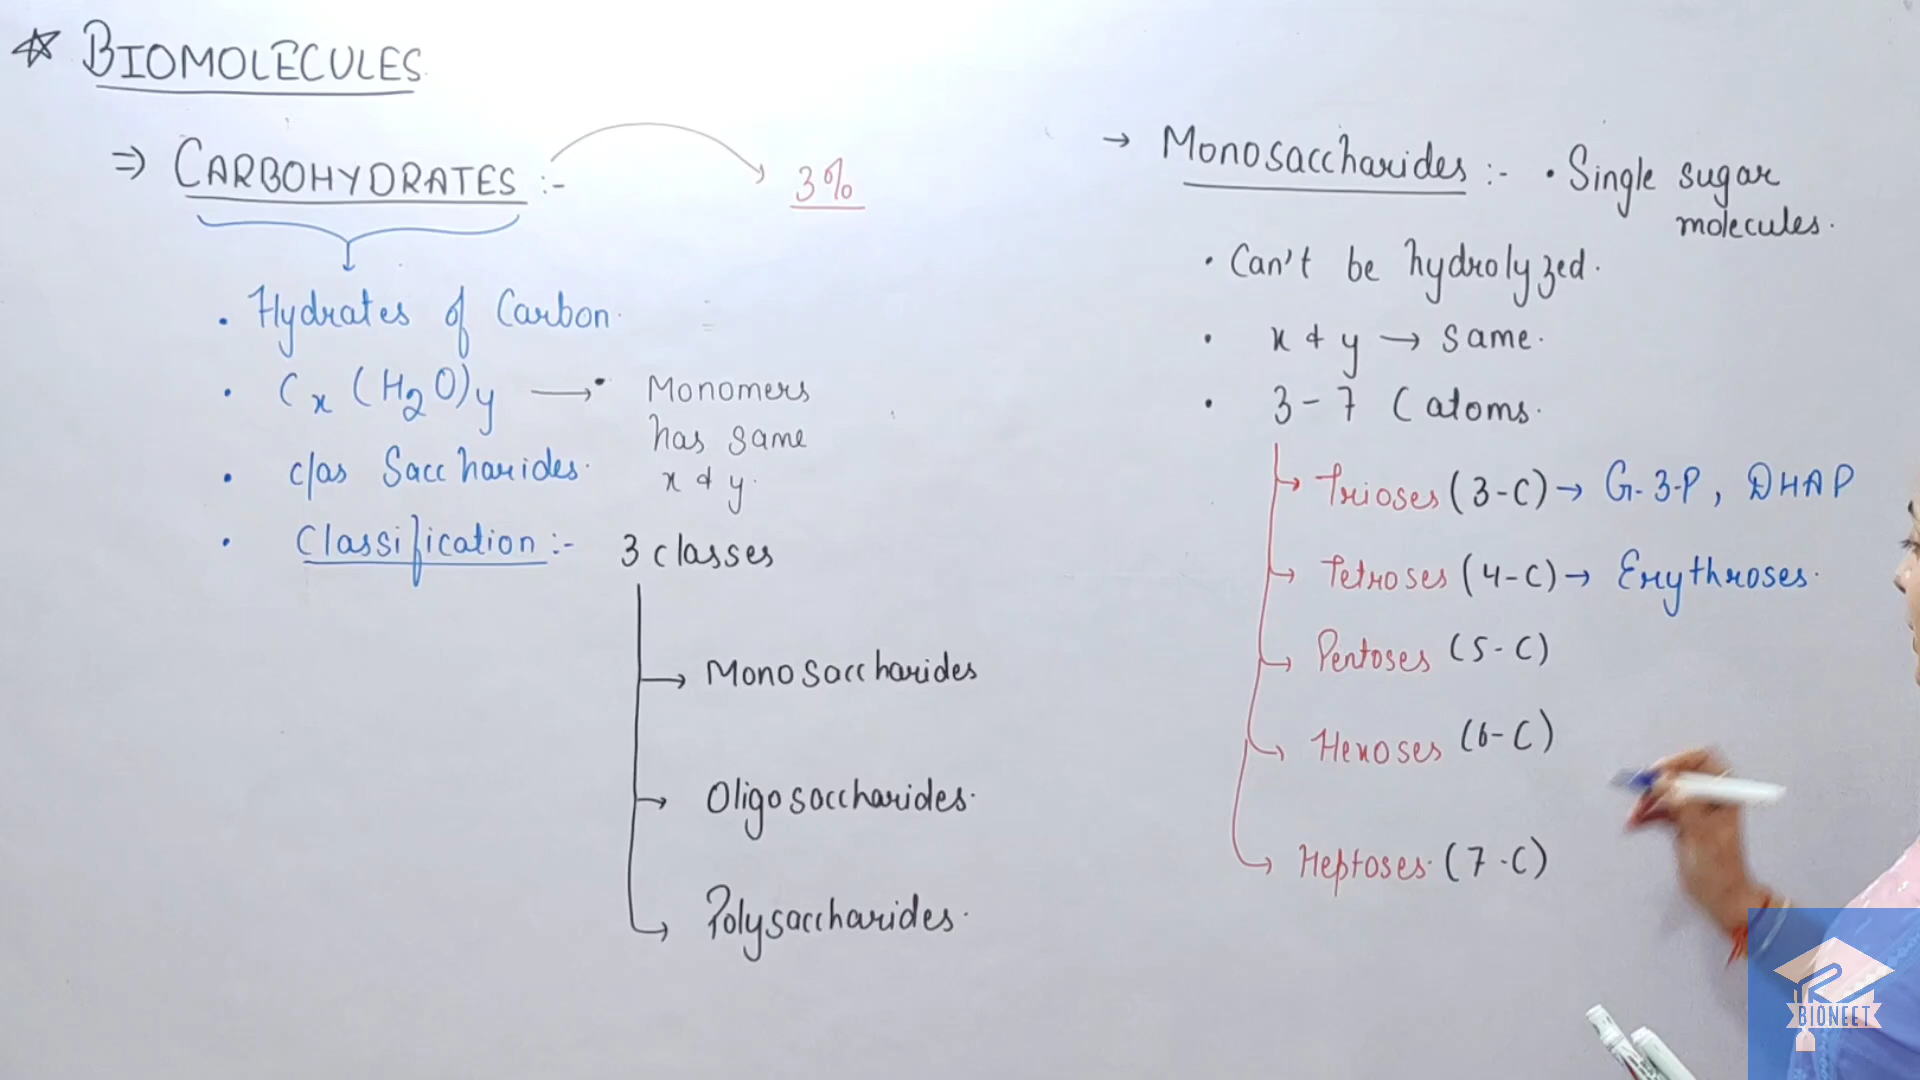 ☆ BIOMOLECULES
⇒ CARBOHYDRATES :-
3%
• Hydrates of Carbon.
• Cx (H2O)y → • Monomers
has same
x & y.
• c/as Saccharides.
• Classification :- 3 classes
→ Monosaccharides
→ Oligosaccharides.
→ Polysaccharides.
→ Monosaccharides :- • Single sugar
molecules.
• Can't be hydrolyzed.
• x & y → same.
• 3-7 C atoms.
→ Trioses (3-C) → G-3-P, DHAP
→ Tetroses (4-C) → Erythroses.
→ Pentoses (5-C)
→ Hexoses (6-C)
→ Heptoses. (7-C)
BIONEET